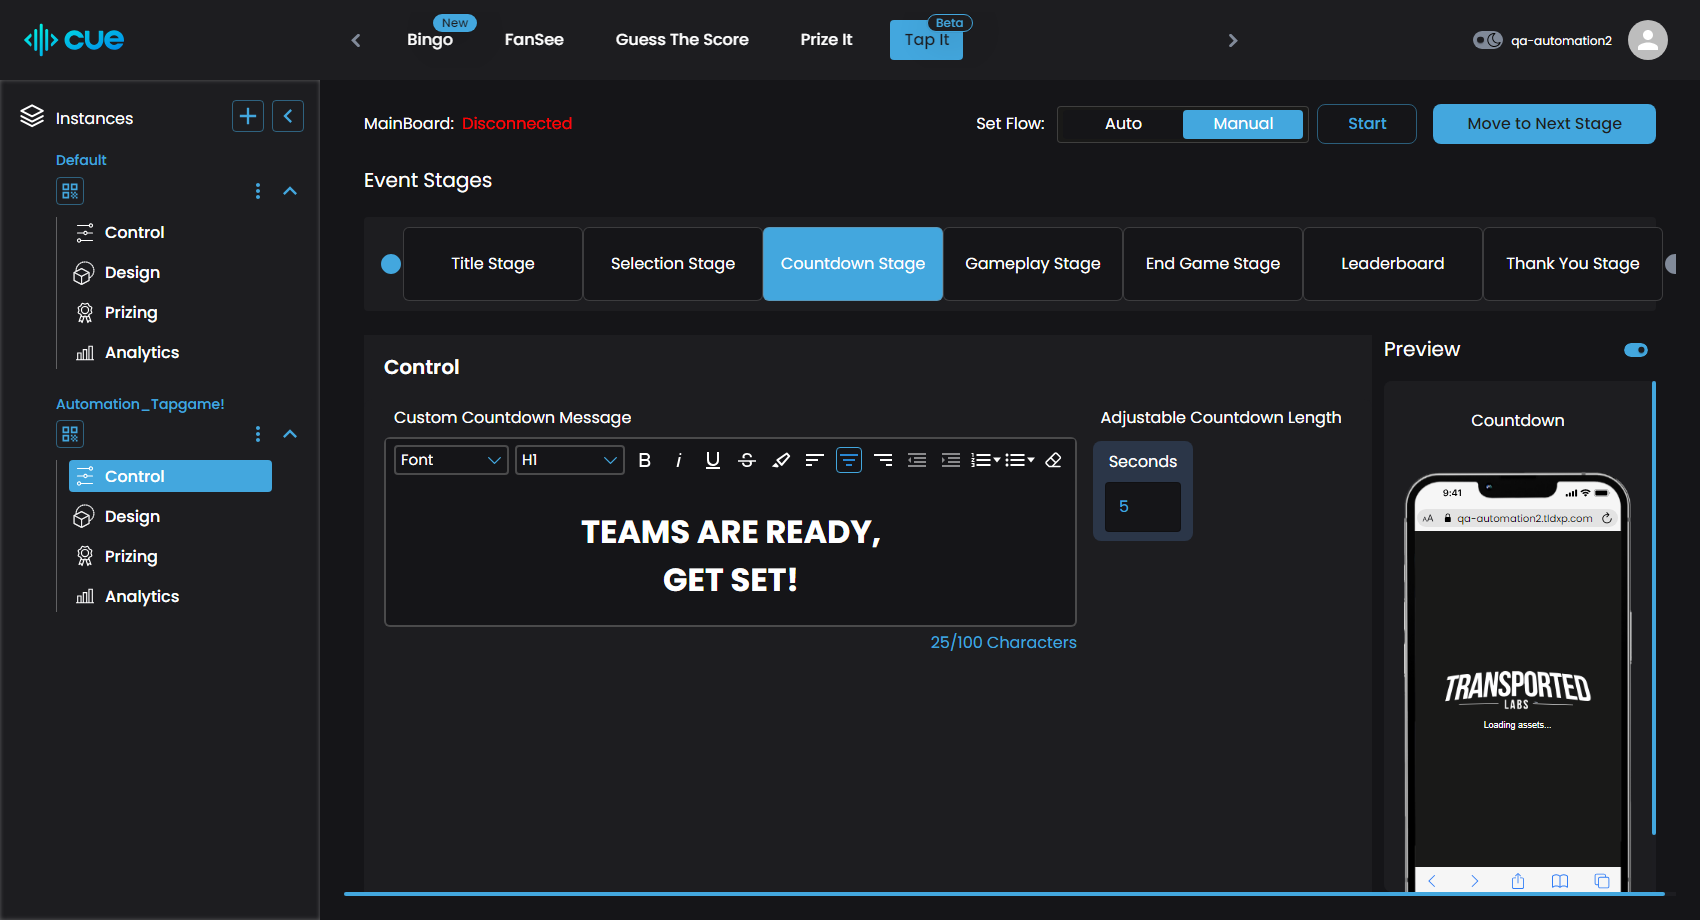 cue
New
Bingo
FanSee
Guess The Score
Prize It
Beta
Tap It
qa-automation2
Instances
Default
Control
Design
Prizing
Analytics
Automation_Tapgame!
Control
Design
Prizing
Analytics
MainBoard: Disconnected
Set Flow:
Auto
Manual
Start
Move to Next Stage
Event Stages
Title Stage
Selection Stage
Countdown Stage
Gameplay Stage
End Game Stage
Leaderboard
Thank You Stage
Control
Custom Countdown Message
Font
H1
B
i
U
S
TEAMS ARE READY,
GET SET!
25/100 Characters
Adjustable Countdown Length
Seconds
5
Preview
Countdown
9:41
AA
qa-automation2.tldxp.com
TRANSPORTED
LABS
Loading assets...